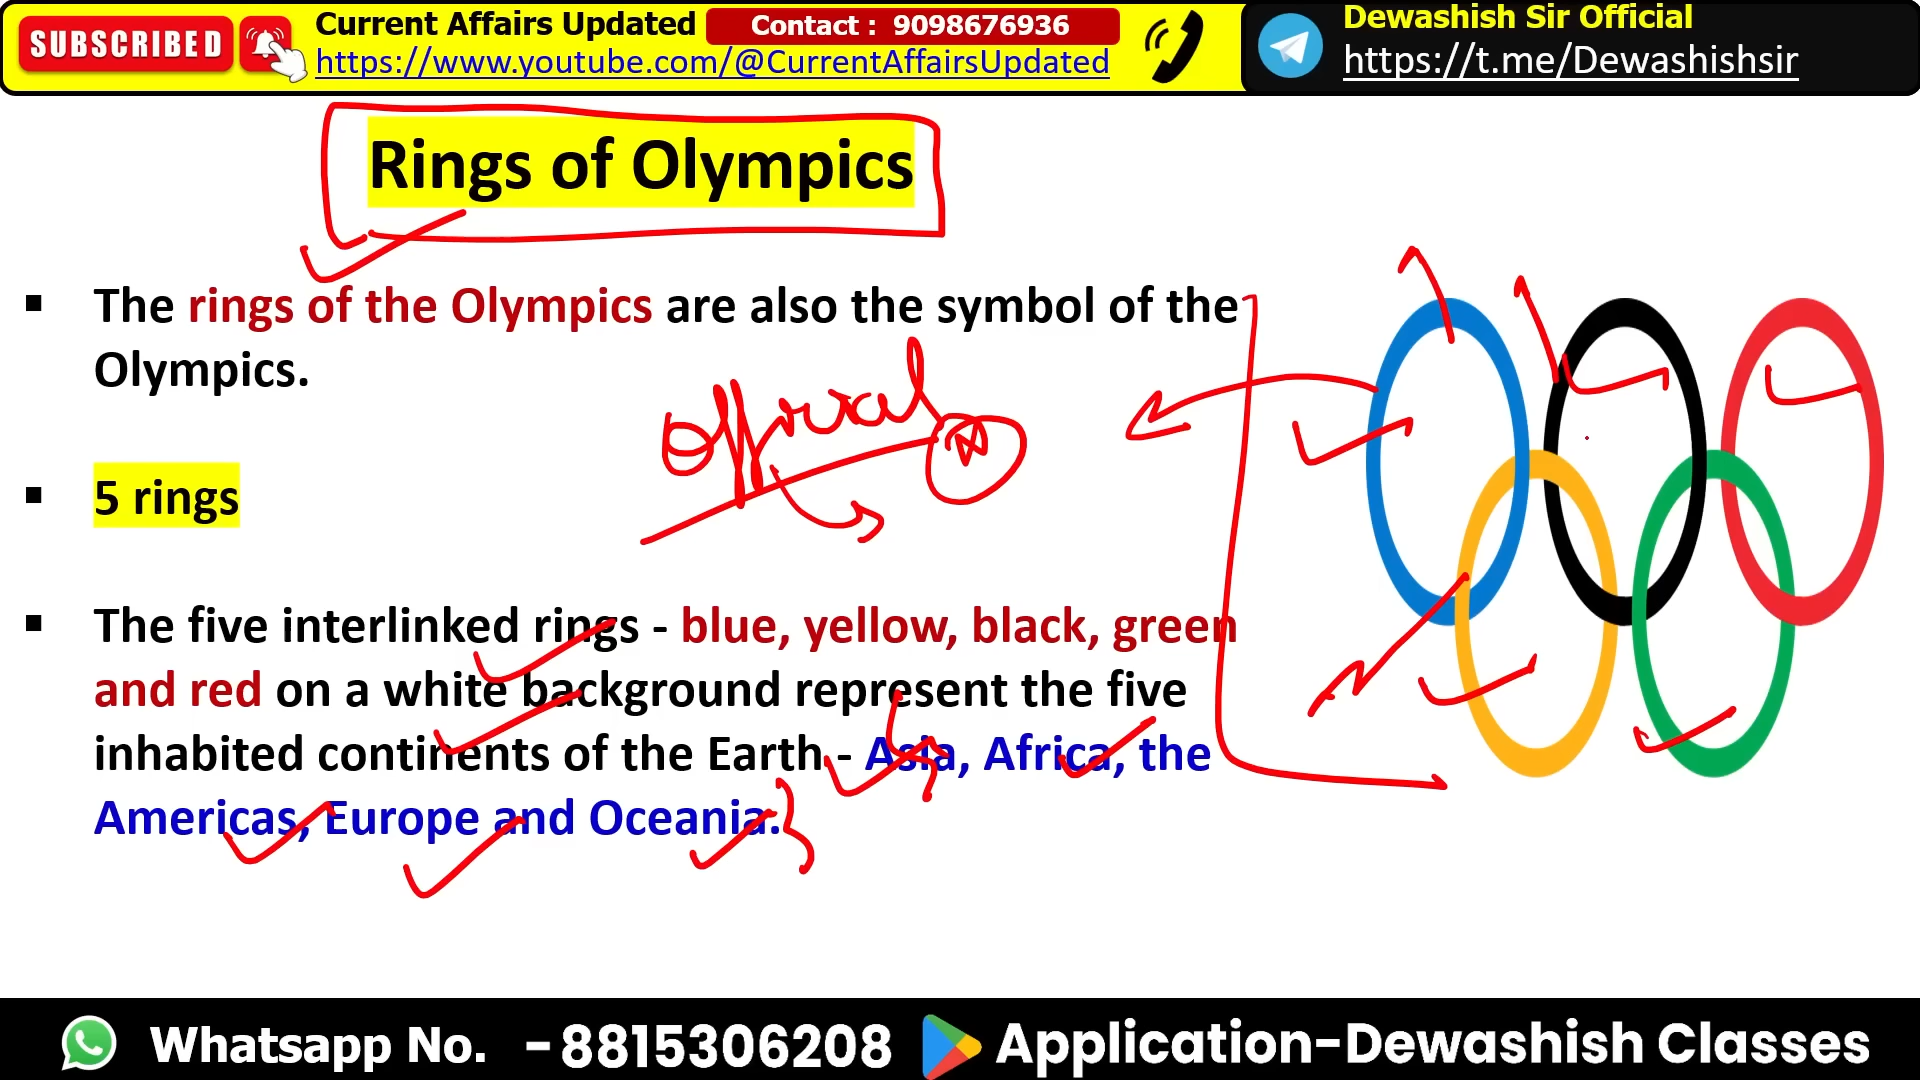 SUBSCRIBED
Current Affairs Updated
Contact : 9098676936
https://www.youtube.com/@CurrentAffairsUpdated
Dewashish Sir Official
https://t.me/Dewashishsir
Rings of Olympics
▪ The rings of the Olympics are also the symbol of the
Olympics.
official
▪ 5 rings
▪ The five interlinked rings - blue, yellow, black, green
and red on a white background represent the five
inhabited continents of the Earth - Asia, Africa, the
Americas, Europe and Oceania.
Whatsapp No. - 8815306208
Application-Dewashish Classes